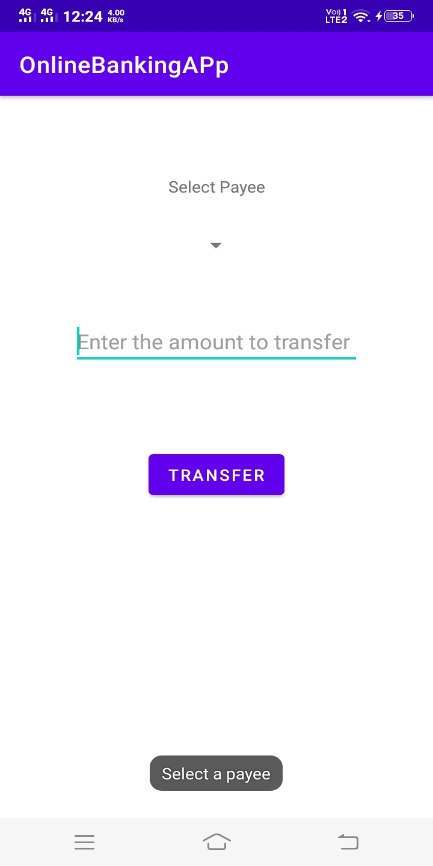 4G 4G 12:24 4.00 KB/s VoI) 1 LTE2 35
OnlineBankingAPp
Select Payee
Enter the amount to transfer
TRANSFER
Select a payee